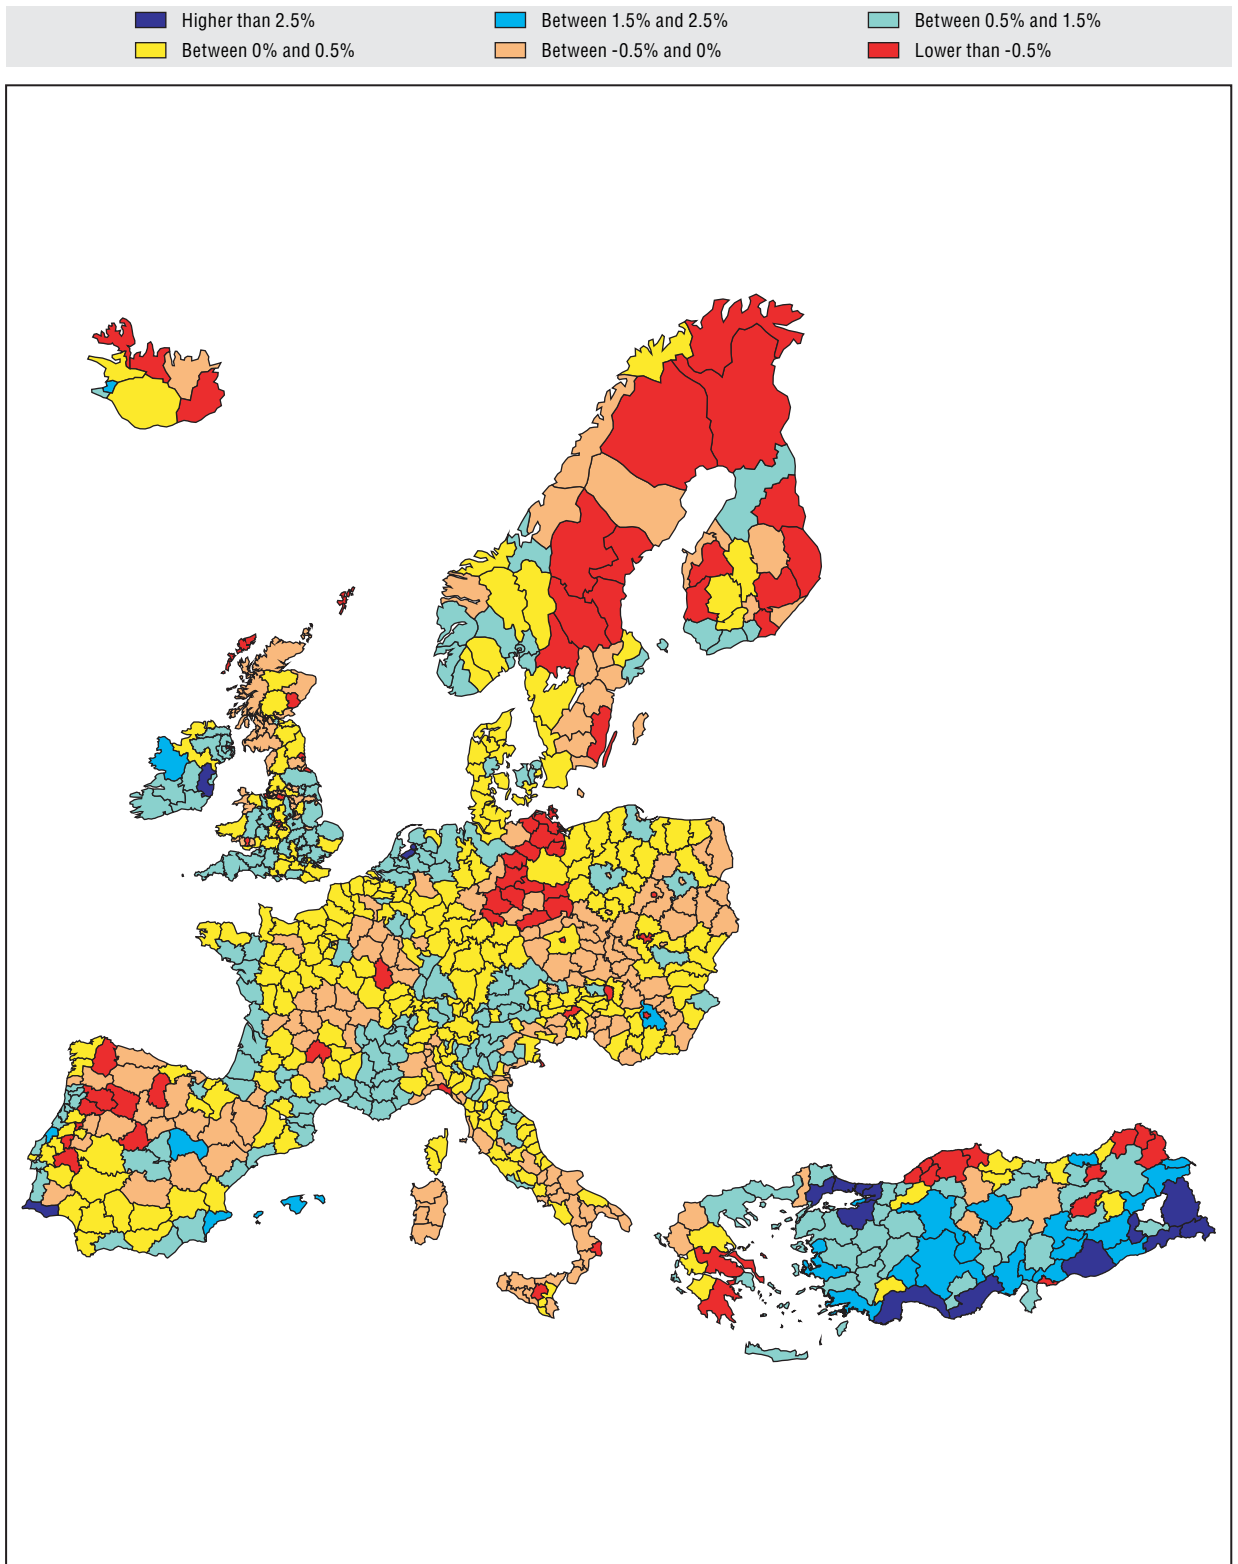 Higher than 2.5% Between 1.5% and 2.5% Between 0.5% and 1.5%
Between 0% and 0.5% Between -0.5% and 0% Lower than -0.5%